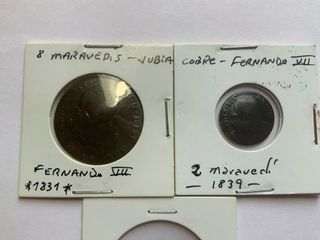 8 MARAVEDIS - JUBIA
FERNANDO VII
*1831*
COBRE - FERNANDO VII
2 maravedí
- 1839 -